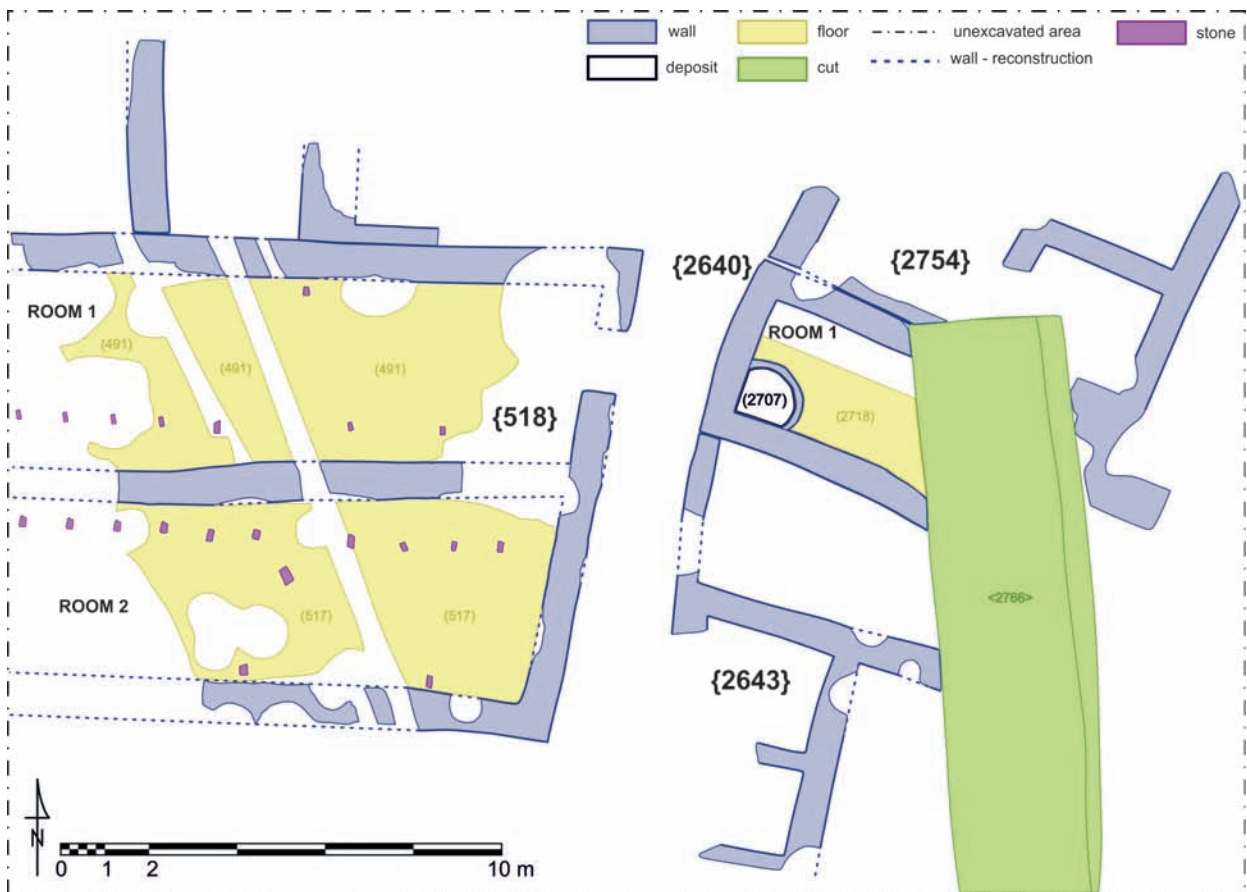 wall
floor
unexcavated area
stone
deposit
cut
wall - reconstruction
{2640}
{2754}
ROOM 1
ROOM 1
(491)
(491)
(491)
(2707)
(2718)
{518}
ROOM 2
(517)
(517)
<2766>
{2643}
N
0 1 2 10 m